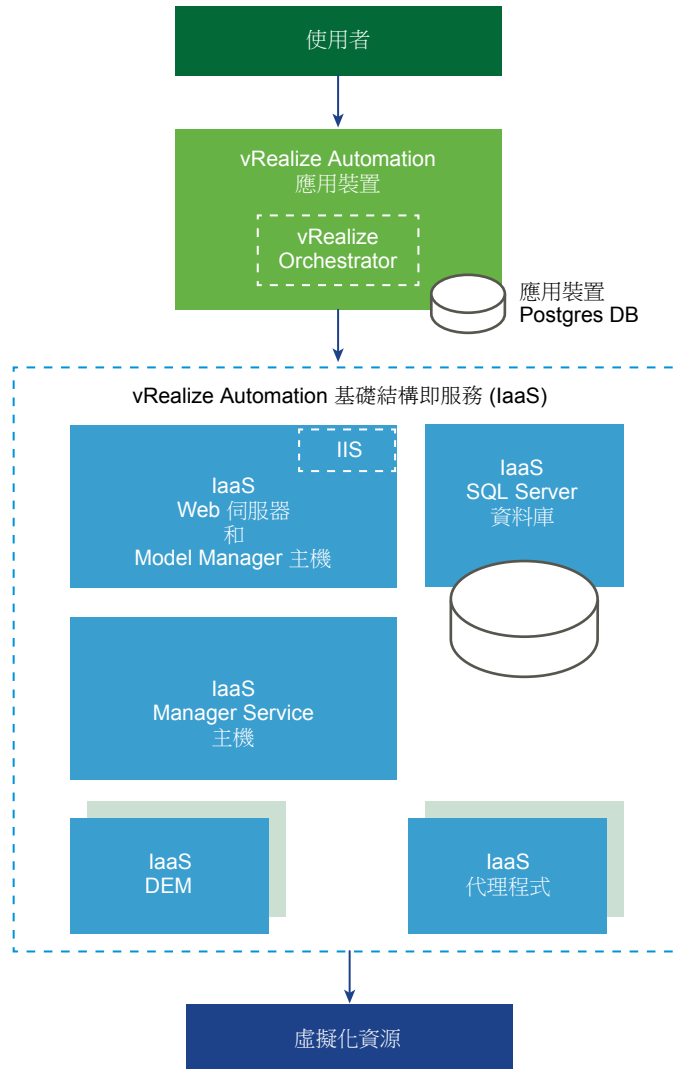 使用者
vRealize Automation
應用裝置
vRealize
Orchestrator
應用裝置
Postgres DB
vRealize Automation 基礎結構即服務 (IaaS)
IIS
IaaS
Web 伺服器
和
Model Manager 主機
IaaS
SQL Server
資料庫
IaaS
Manager Service
主機
IaaS
DEM
IaaS
代理程式
虛擬化資源